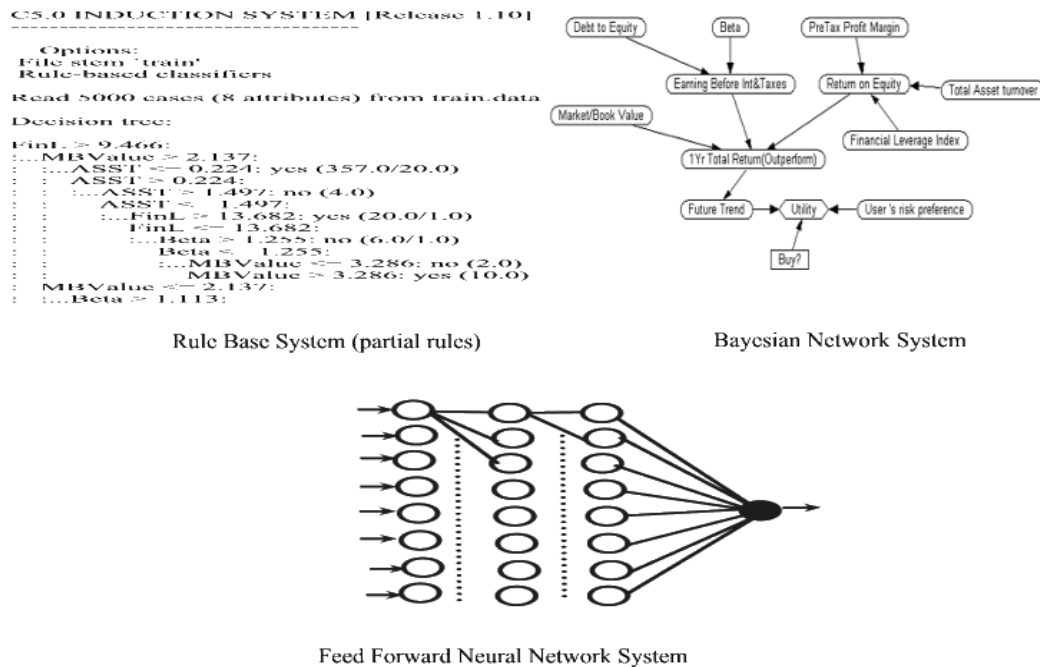 C5.0 INDUCTION SYSTEM [Release 1.10]
------------------------------------
Options:
File stem `train'
Rule-based classifiers
Read 5000 cases (8 attributes) from train.data
Decision tree:
FinL > 9.466:
:...MBValue > 2.137:
: :...ASST <= 0.224: yes (357.0/20.0)
: : ASST > 0.224:
: : :...ASST > 1.497: no (4.0)
: : ASST <= 1.497:
: : :...FinL > 13.682: yes (20.0/1.0)
: : FinL <= 13.682:
: : :...Beta > 1.255: no (6.0/1.0)
: : Beta <= 1.255:
: : :...MBValue <= 3.286: no (2.0)
: : MBValue > 3.286: yes (10.0)
: MBValue <= 2.137:
: :...Beta > 1.113:
Rule Base System (partial rules)
Debt to Equity
Beta
PreTax Profit Margin
Earning Before Int&Taxes
Return on Equity
Total Asset turnover
Market/Book Value
Financial Leverage Index
1Yr Total Return(Outperform)
Future Trend
Utility
User's risk preference
Buy?
Bayesian Network System
Feed Forward Neural Network System